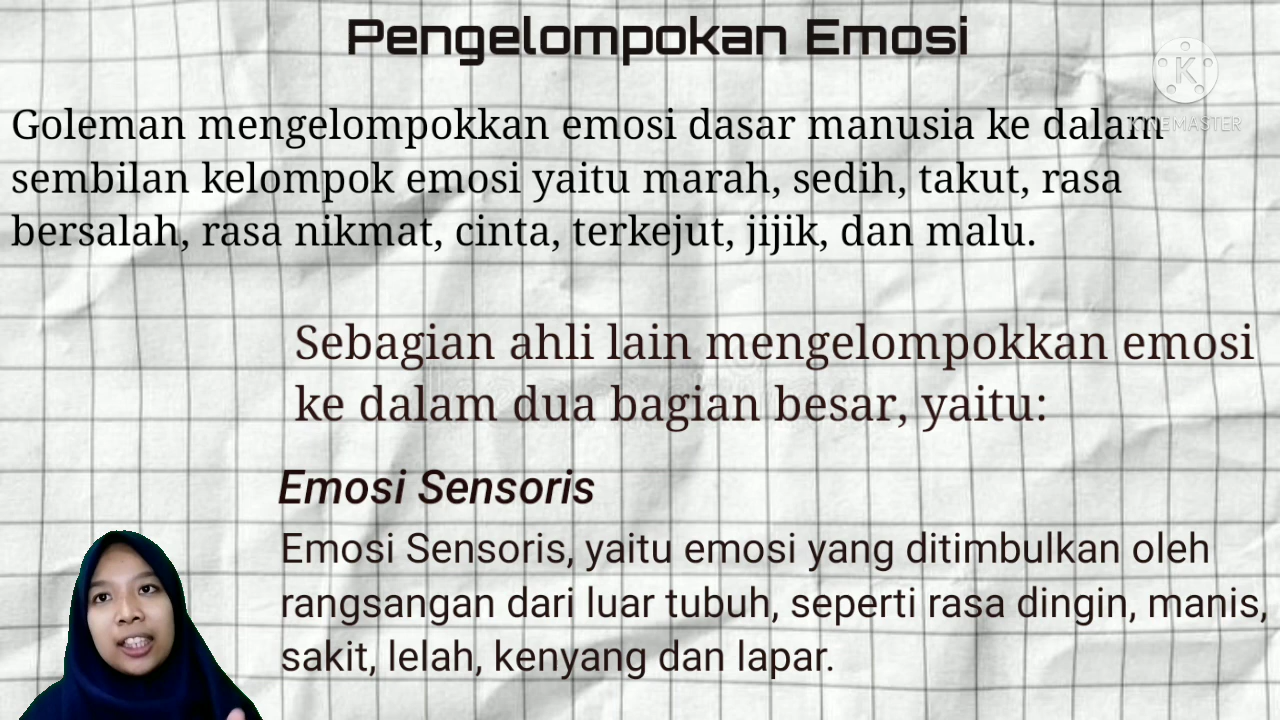 Pengelompokan Emosi
K
KINEMASTER
Goleman mengelompokkan emosi dasar manusia ke dalam
sembilan kelompok emosi yaitu marah, sedih, takut, rasa
bersalah, rasa nikmat, cinta, terkejut, jijik, dan malu.
Sebagian ahli lain mengelompokkan emosi
ke dalam dua bagian besar, yaitu:
Emosi Sensoris
Emosi Sensoris, yaitu emosi yang ditimbulkan oleh
rangsangan dari luar tubuh, seperti rasa dingin, manis,
sakit, lelah, kenyang dan lapar.